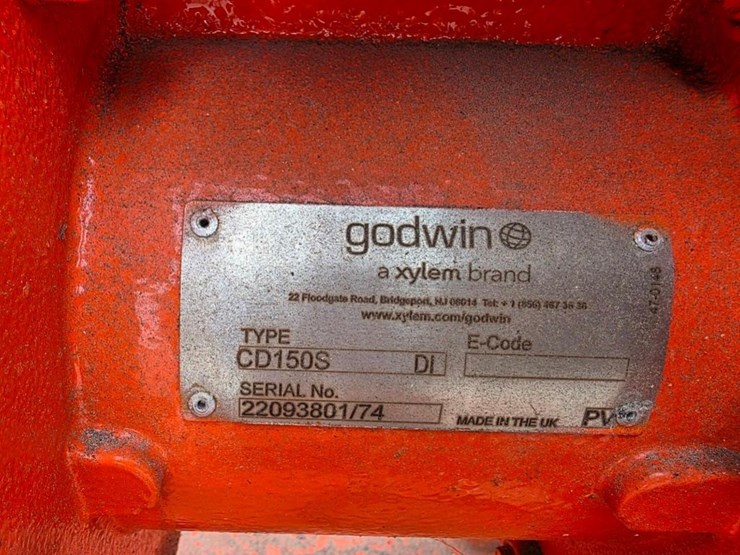 godwin
a xylem brand
22 Floodgate Road, Bridgeport, NJ 08014 Tel: + 1 (856) 467 36 36
www.xylem.com/godwin
47-0148
TYPE
E-Code
CD150S DI
SERIAL No.
22093801/74
MADE IN THE UK